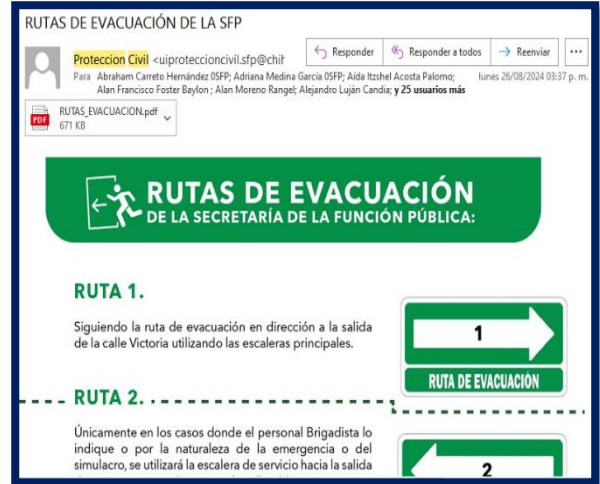 RUTAS DE EVACUACIÓN DE LA SFP
Proteccion Civil <uiproteccioncivil.sfp@chih
Responder
Responder a todos
Reenviar
Para Abraham Carreto Hernández 0SFP; Adriana Medina García 0SFP; Aida Itzshel Acosta Palomo;
Alan Francisco Foster Baylon ; Alan Moreno Rangel; Alejandro Luján Candia; y 25 usuarios más
lunes 26/08/2024 03:37 p. m.
RUTAS_EVACUACION.pdf
671 KB
PDF
RUTAS DE EVACUACIÓN
DE LA SECRETARÍA DE LA FUNCIÓN PÚBLICA:
RUTA 1.
Siguiendo la ruta de evacuación en dirección a la salida
de la calle Victoria utilizando las escaleras principales.
1
RUTA DE EVACUACIÓN
RUTA 2.
Únicamente en los casos donde el personal Brigadista lo
indique o por la naturaleza de la emergencia o del
simulacro, se utilizará la escalera de servicio hacia la salida
2